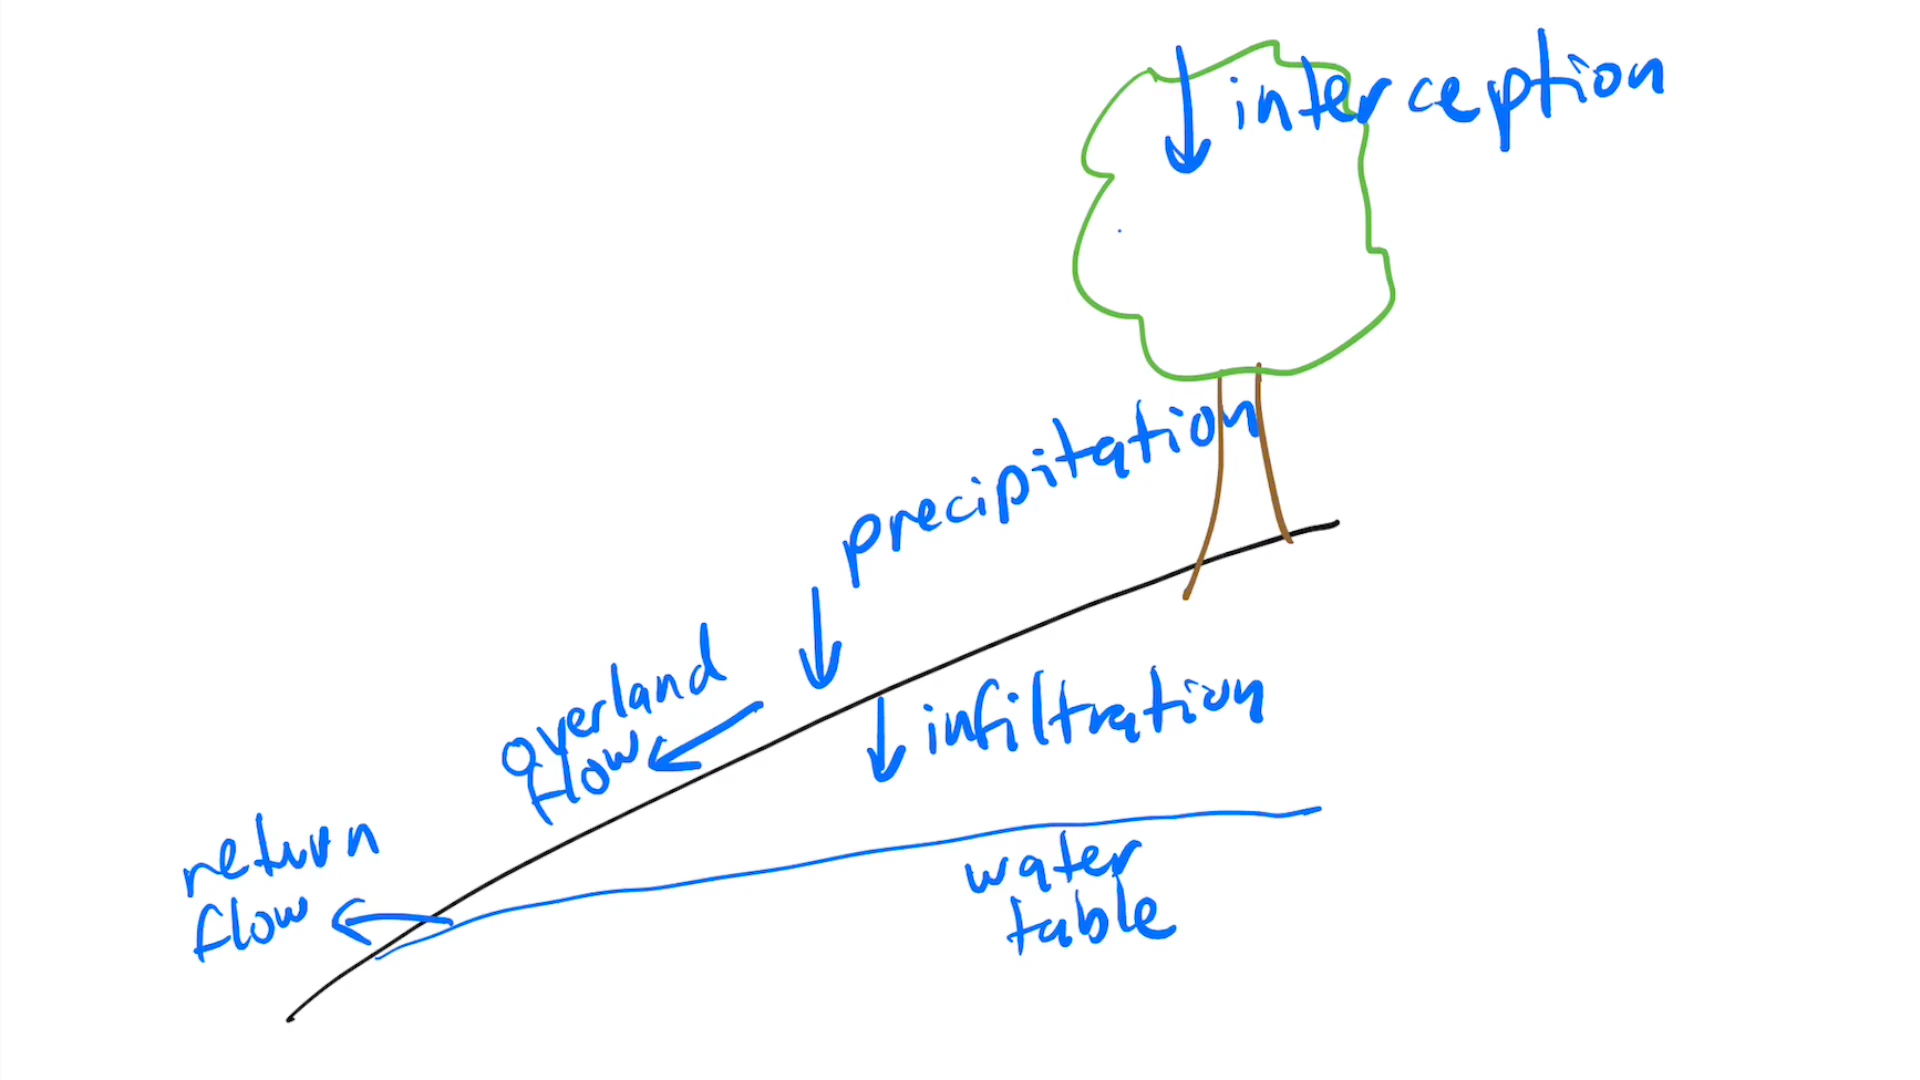 interception
precipitation
overland
flow
infiltration
return
flow
water
table